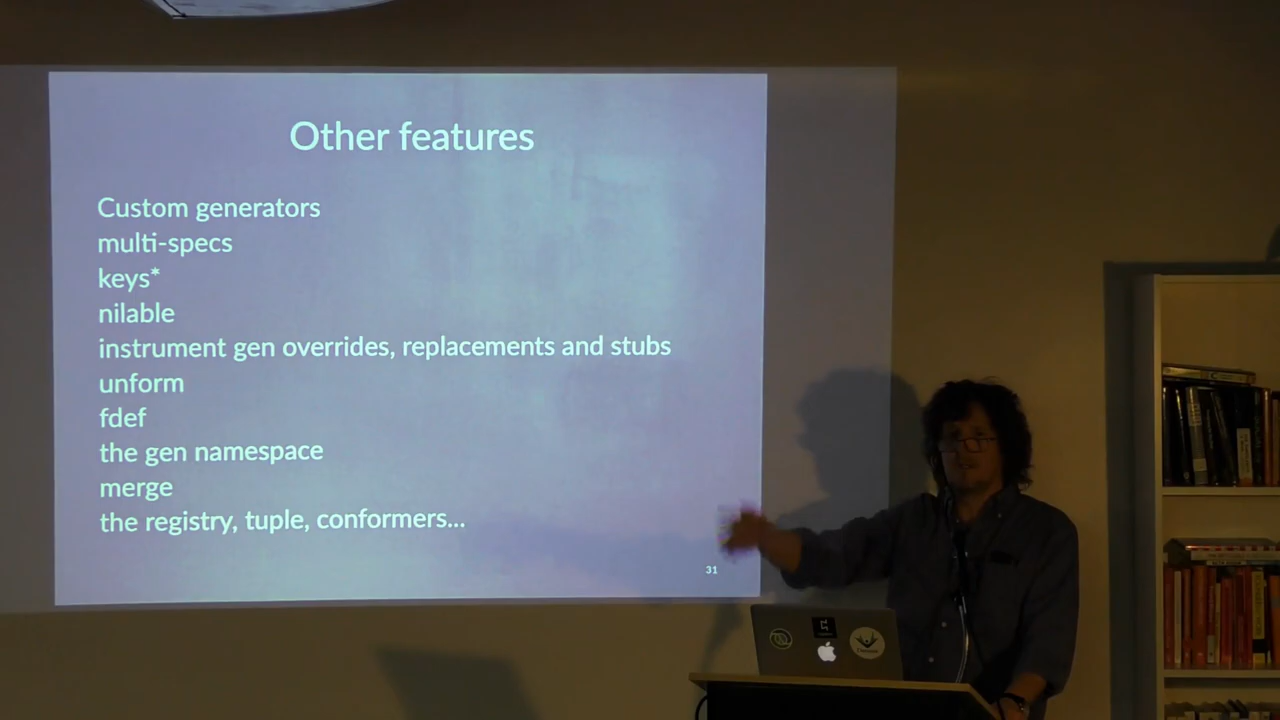 Other features
Custom generators
multi-specs
keys*
nilable
instrument gen overrides, replacements and stubs
unform
fdef
the gen namespace
merge
the registry, tuple, conformers...
31